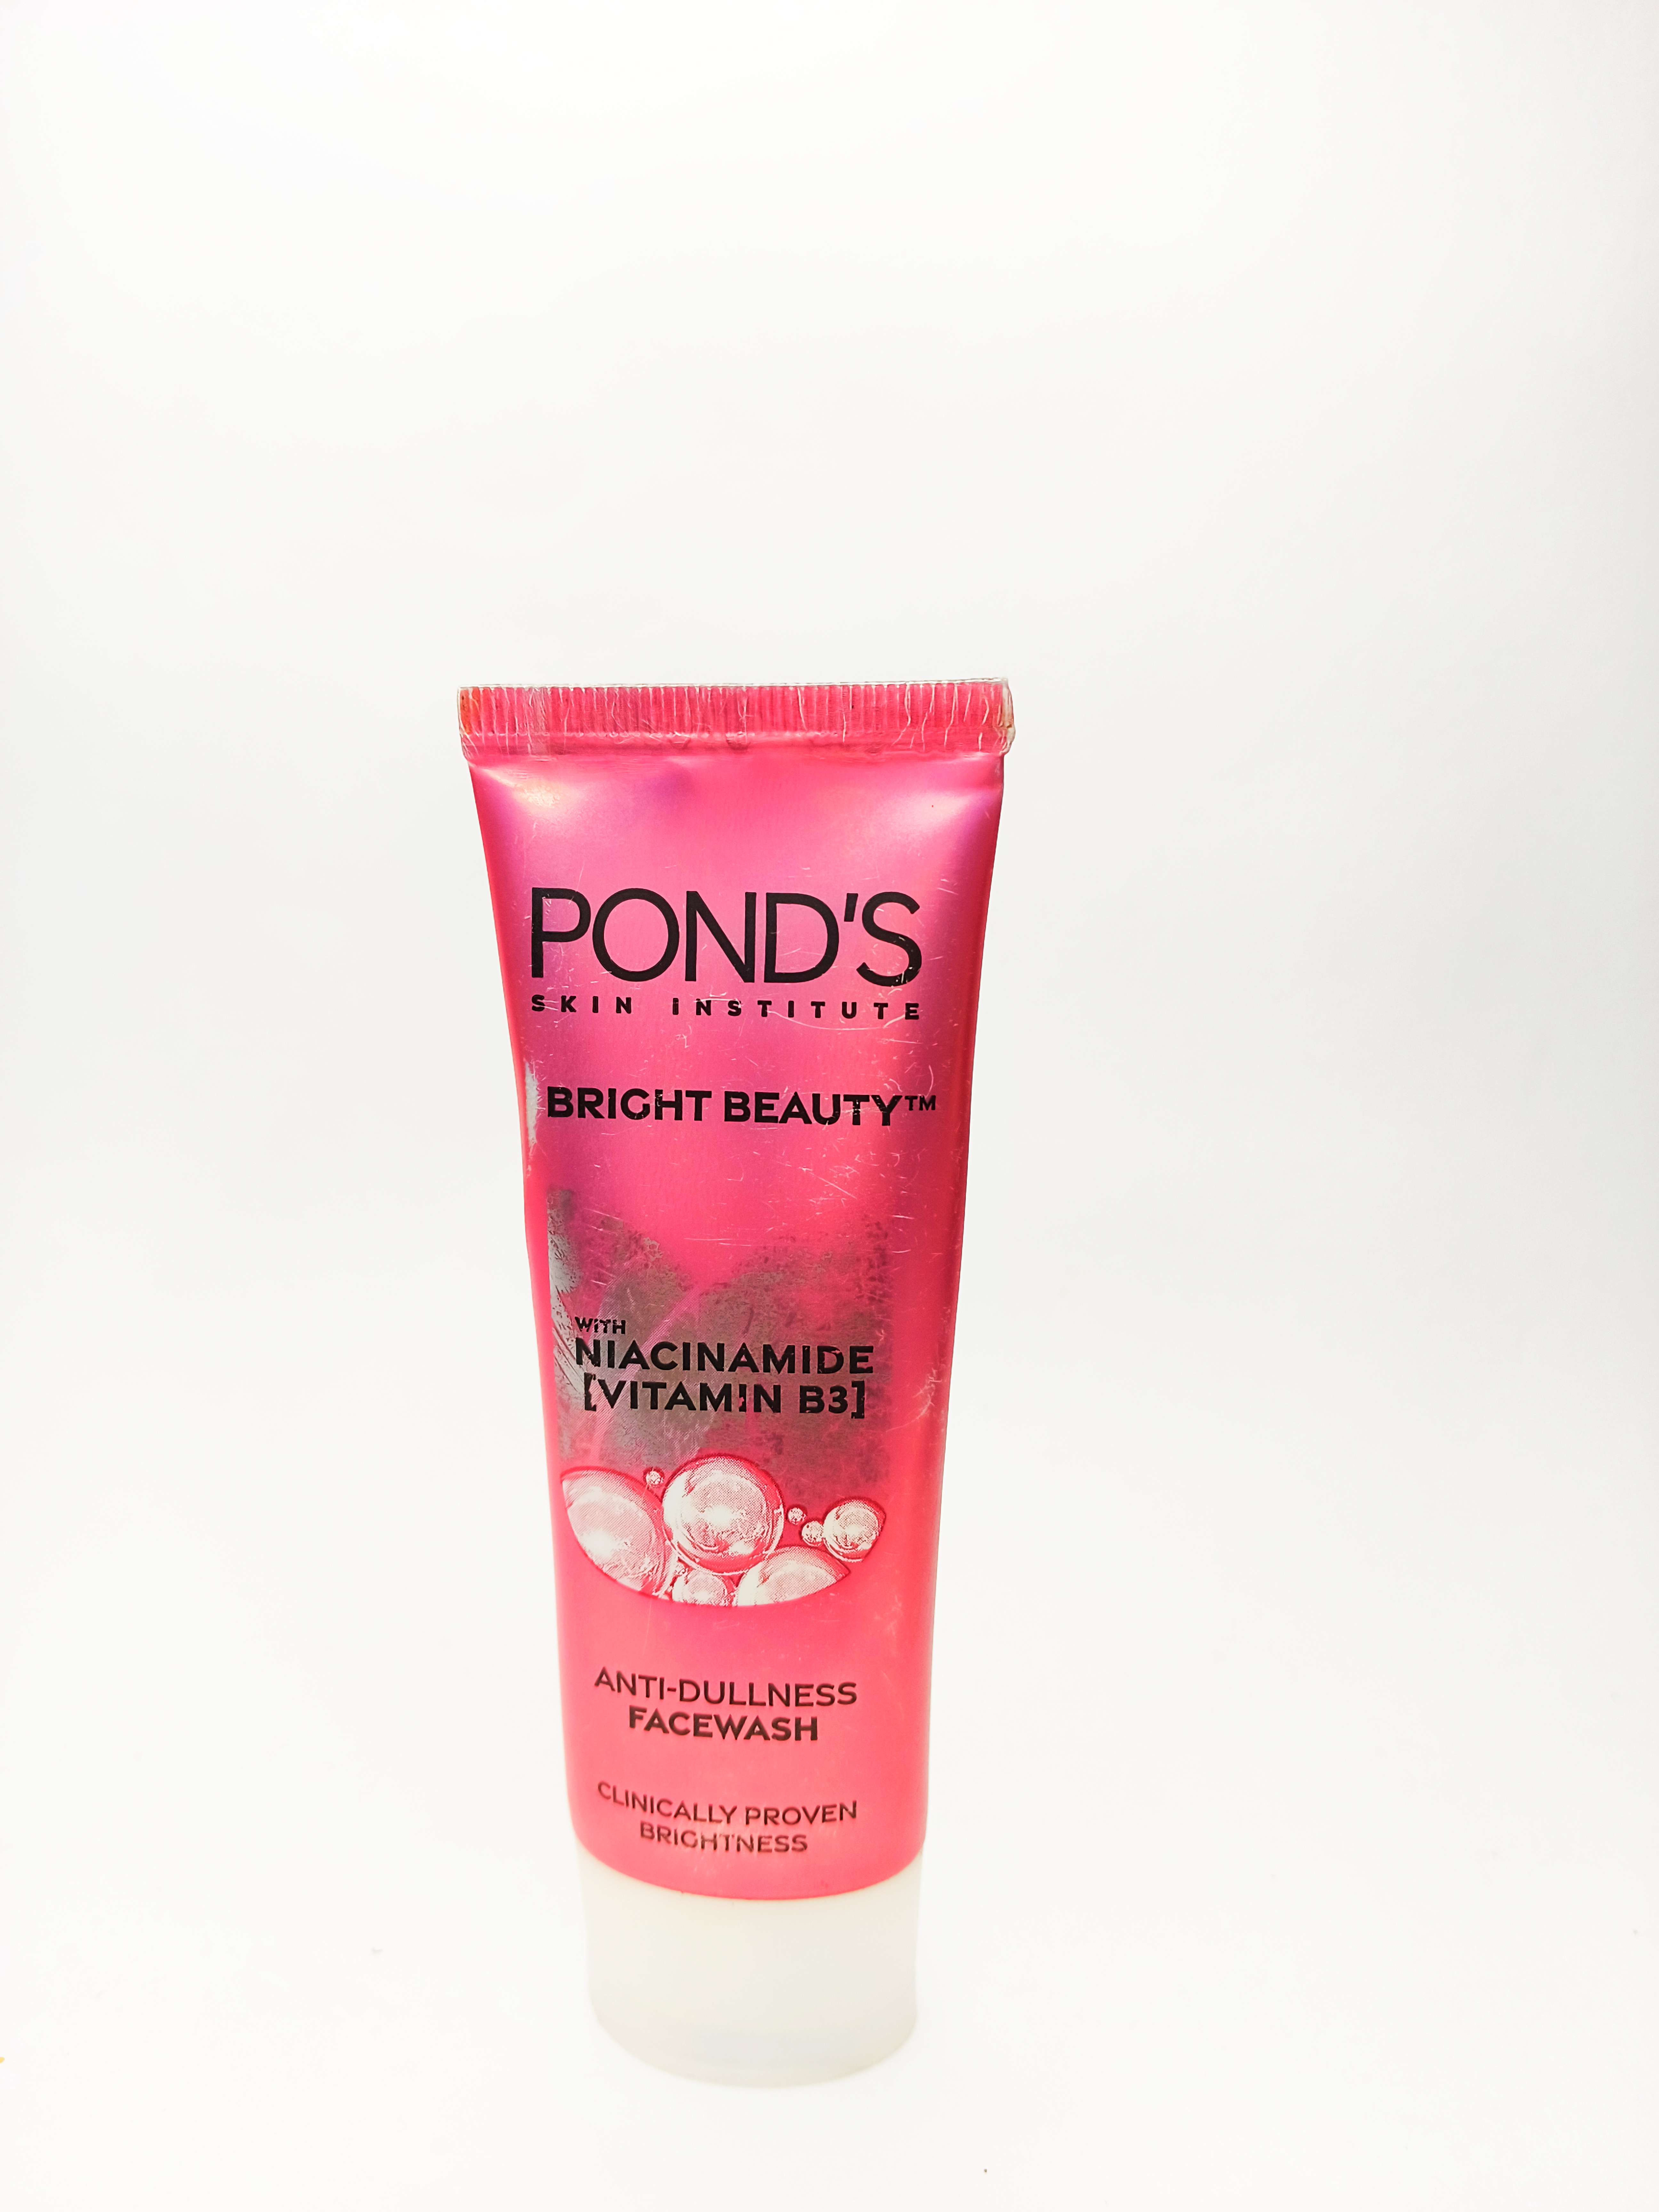 POND'S
SKIN INSTITUTE
BRIGHT BEAUTY™
WITH
NIACINAMIDE
[VITAMIN B3]
ANTI-DULLNESS
FACEWASH
CLINICALLY PROVEN
BRIGHTNESS